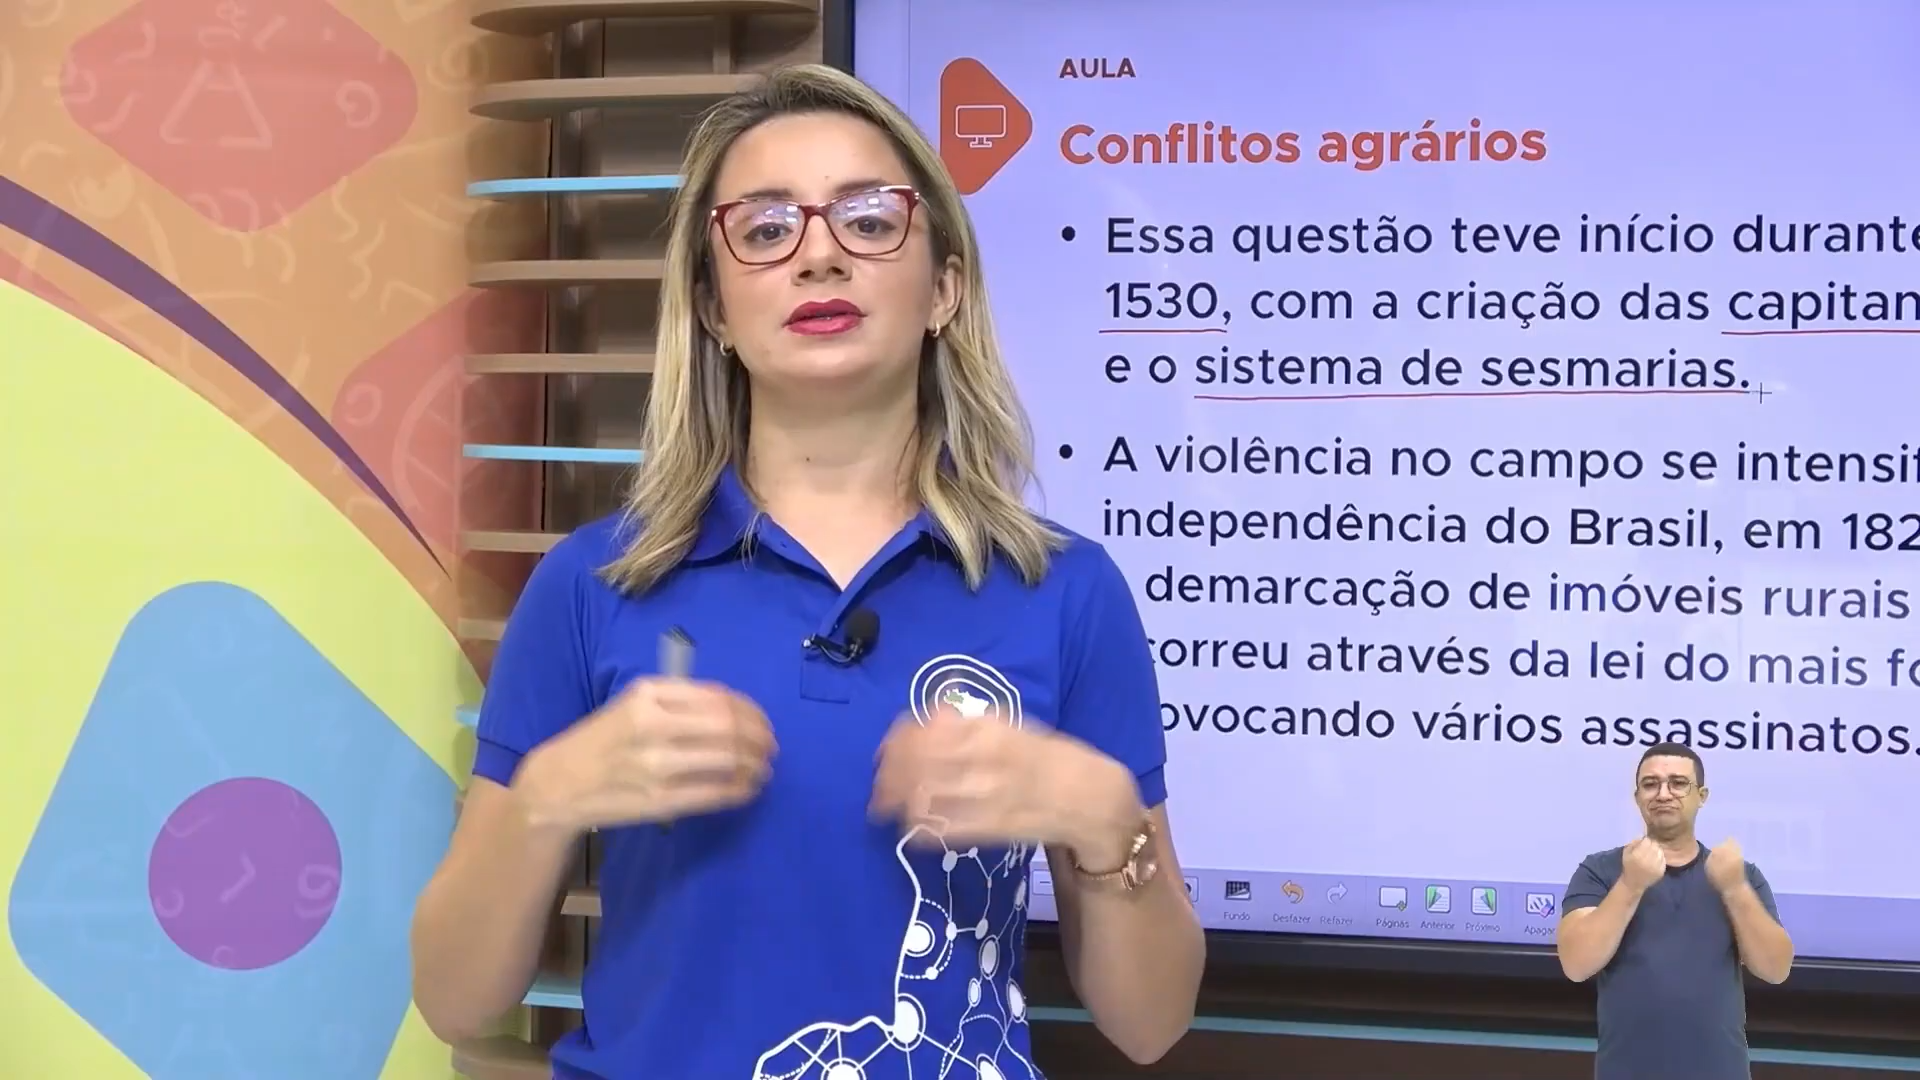 AULA
Conflitos agrários
• Essa questão teve início durante
1530, com a criação das capitan
e o sistema de sesmarias.
• A violência no campo se intensif
independência do Brasil, em 182
demarcação de imóveis rurais
correu através da lei do mais fo
ovocando vários assassinatos.
Fundo Desfazer Refazer Páginas Anterior Próximo Apagar